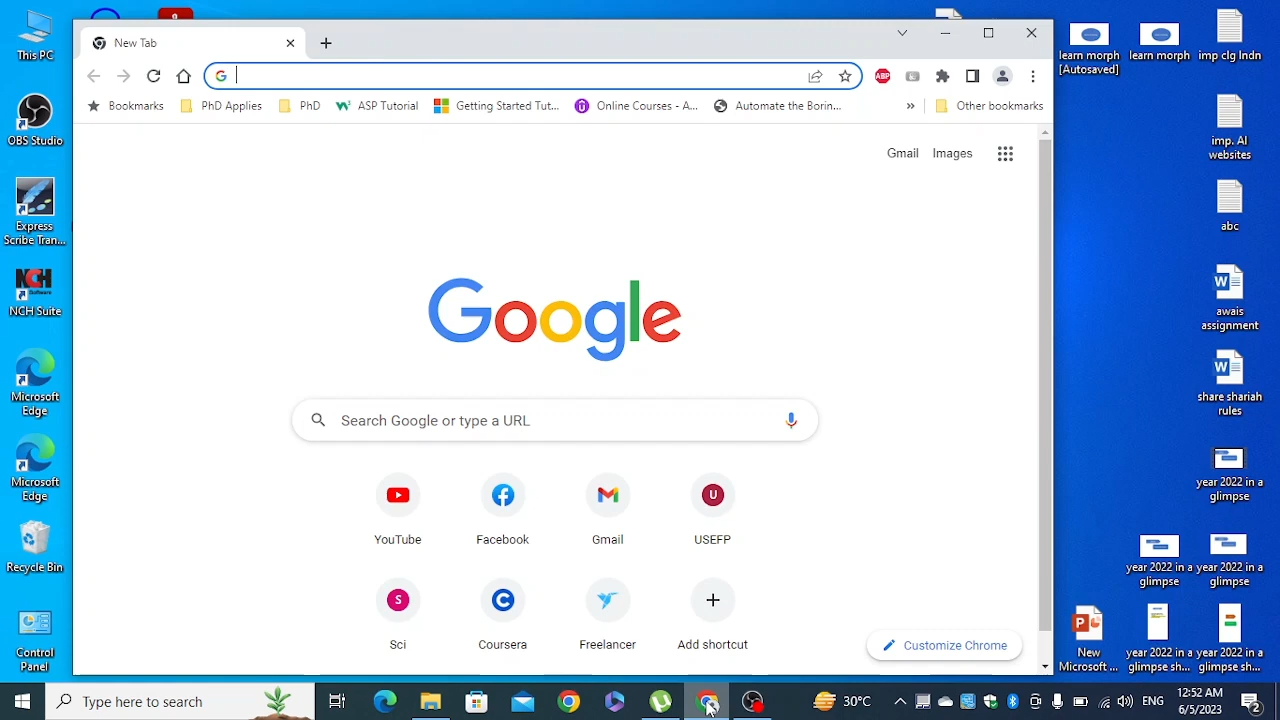 This PC
OBS Studio
Express
Scribe Tran...
NCH
Software
NCH Suite
Microsoft
Edge
Microsoft
Edge
Recycle Bin
Control
Panel
New Tab
ABP
Bookmarks
PhD Applies
PhD
ASP Tutorial
Getting Started Tut...
Online Courses - A...
Automate the Borin...
»
Other bookmarks
Gmail
Images
Google
Search Google or type a URL
YouTube
Facebook
Gmail
U
USEFP
S
Sci
Coursera
Freelancer
Add shortcut
Customize Chrome
learn morph
[Autosaved]
learn morph
imp clg lndn
imp. AI
websites
abc
awais
assignment
share shariah
rules
year 2022 in a
glimpse
year 2022 in a
glimpse
year 2022 in a
glimpse
New
Microsoft ...
year 2022 in a
glimpse sh...
year 2022 in a
glimpse sh...
Type here to search
30°C
ENG
12:52 AM
6/5/2023
2